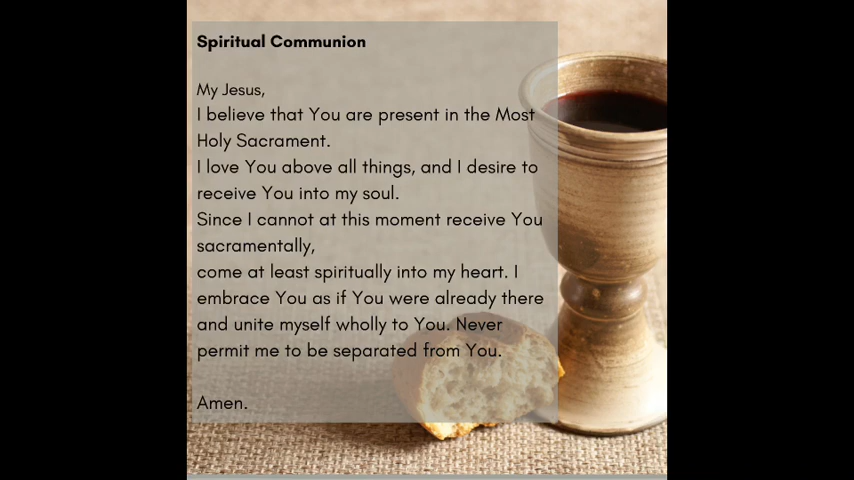 Spiritual Communion
My Jesus,
I believe that You are present in the Most
Holy Sacrament.
I love You above all things, and I desire to
receive You into my soul.
Since I cannot at this moment receive You
sacramentally,
come at least spiritually into my heart. I
embrace You as if You were already there
and unite myself wholly to You. Never
permit me to be separated from You.
Amen.